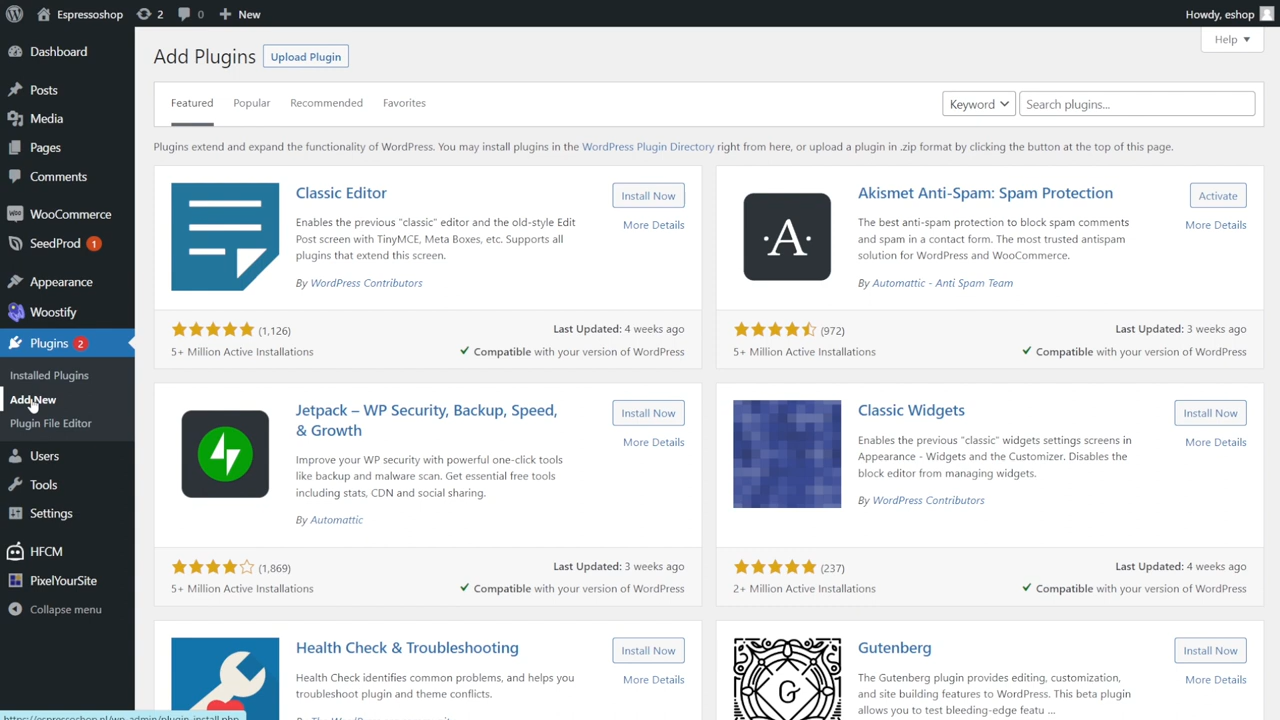 Espressoshop 2 0 New Howdy, eshop
Help
Dashboard
Posts
Media
Pages
Comments
WooCommerce
SeedProd 1
Appearance
Woostify
Plugins 2
Installed Plugins
Add New
Plugin File Editor
Users
Tools
Settings
HFCM
PixelYourSite
Collapse menu
Add Plugins Upload Plugin
Featured Popular Recommended Favorites Keyword Search plugins...
Plugins extend and expand the functionality of WordPress. You may install plugins in the WordPress Plugin Directory right from here, or upload a plugin in .zip format by clicking the button at the top of this page.
Classic Editor
Install Now
More Details
Enables the previous "classic" editor and the old-style Edit
Post screen with TinyMCE, Meta Boxes, etc. Supports all
plugins that extend this screen.
By WordPress Contributors
(1,126) Last Updated: 4 weeks ago
5+ Million Active Installations Compatible with your version of WordPress
·A·
Akismet Anti-Spam: Spam Protection
Activate
More Details
The best anti-spam protection to block spam comments
and spam in a contact form. The most trusted antispam
solution for WordPress and WooCommerce.
By Automattic - Anti Spam Team
(972) Last Updated: 3 weeks ago
5+ Million Active Installations Compatible with your version of WordPress
Jetpack – WP Security, Backup, Speed,
& Growth
Install Now
More Details
Improve your WP security with powerful one-click tools
like backup and malware scan. Get essential free tools
including stats, CDN and social sharing.
By Automattic
(1,869) Last Updated: 3 weeks ago
5+ Million Active Installations Compatible with your version of WordPress
Classic Widgets
Install Now
More Details
Enables the previous "classic" widgets settings screens in
Appearance - Widgets and the Customizer. Disables the
block editor from managing widgets.
By WordPress Contributors
(237) Last Updated: 4 weeks ago
2+ Million Active Installations Compatible with your version of WordPress
Health Check & Troubleshooting
Install Now
More Details
Health Check identifies common problems, and helps you
troubleshoot plugin and theme conflicts.
G
Gutenberg
Install Now
More Details
The Gutenberg plugin provides editing, customization,
and site building features to WordPress. This beta plugin
allows you to test bleeding-edge featu ...